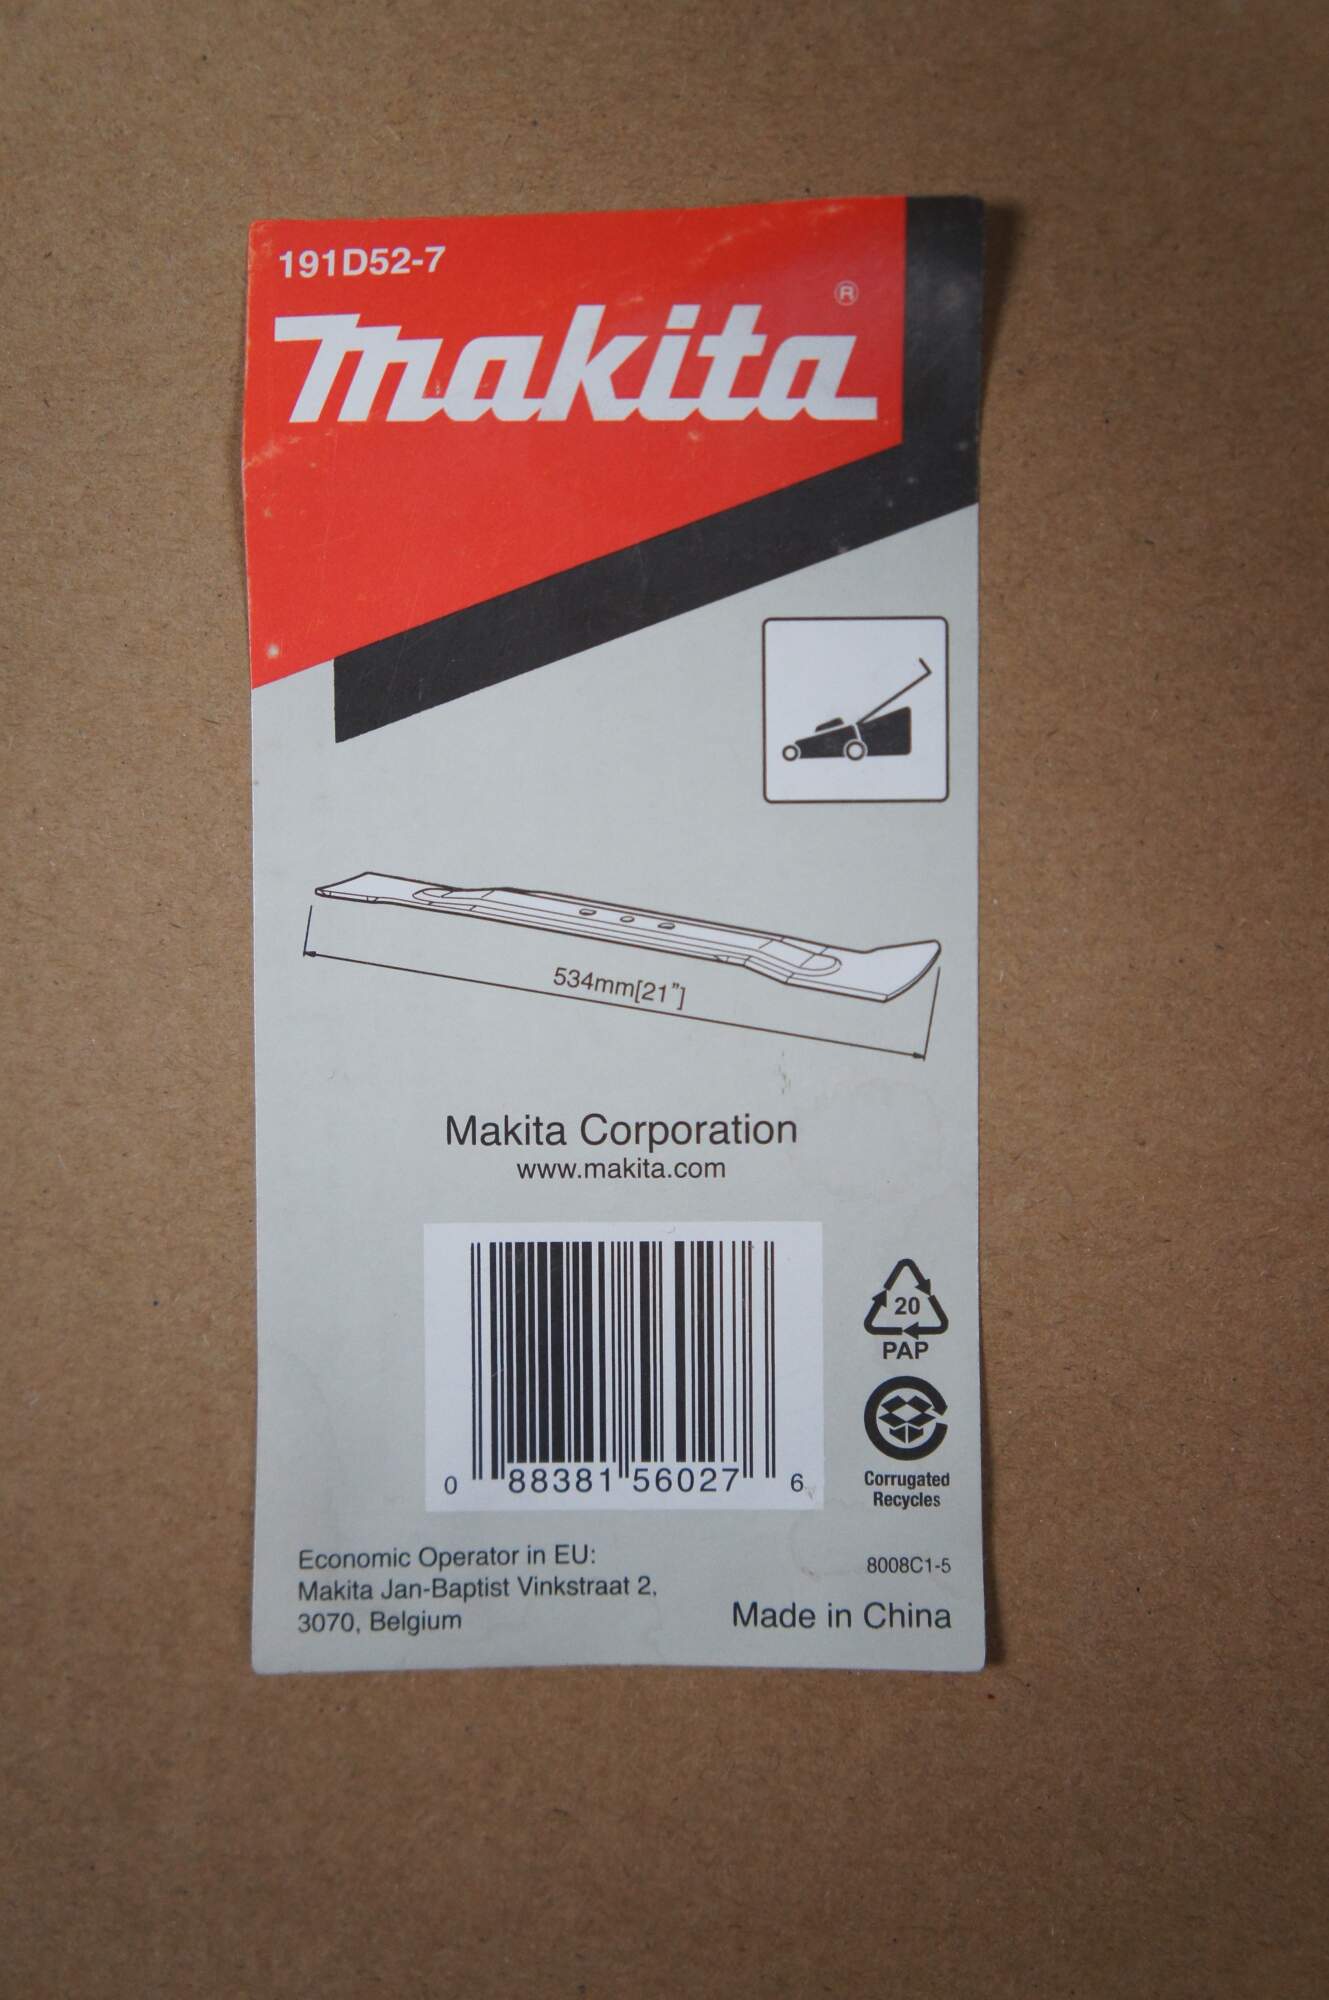 191D52-7
makita®
534mm[21"]
Makita Corporation
www.makita.com
0 88381 56027 6
20
PAP
Corrugated
Recycles
Economic Operator in EU:
Makita Jan-Baptist Vinkstraat 2,
3070, Belgium
8008C1-5
Made in China